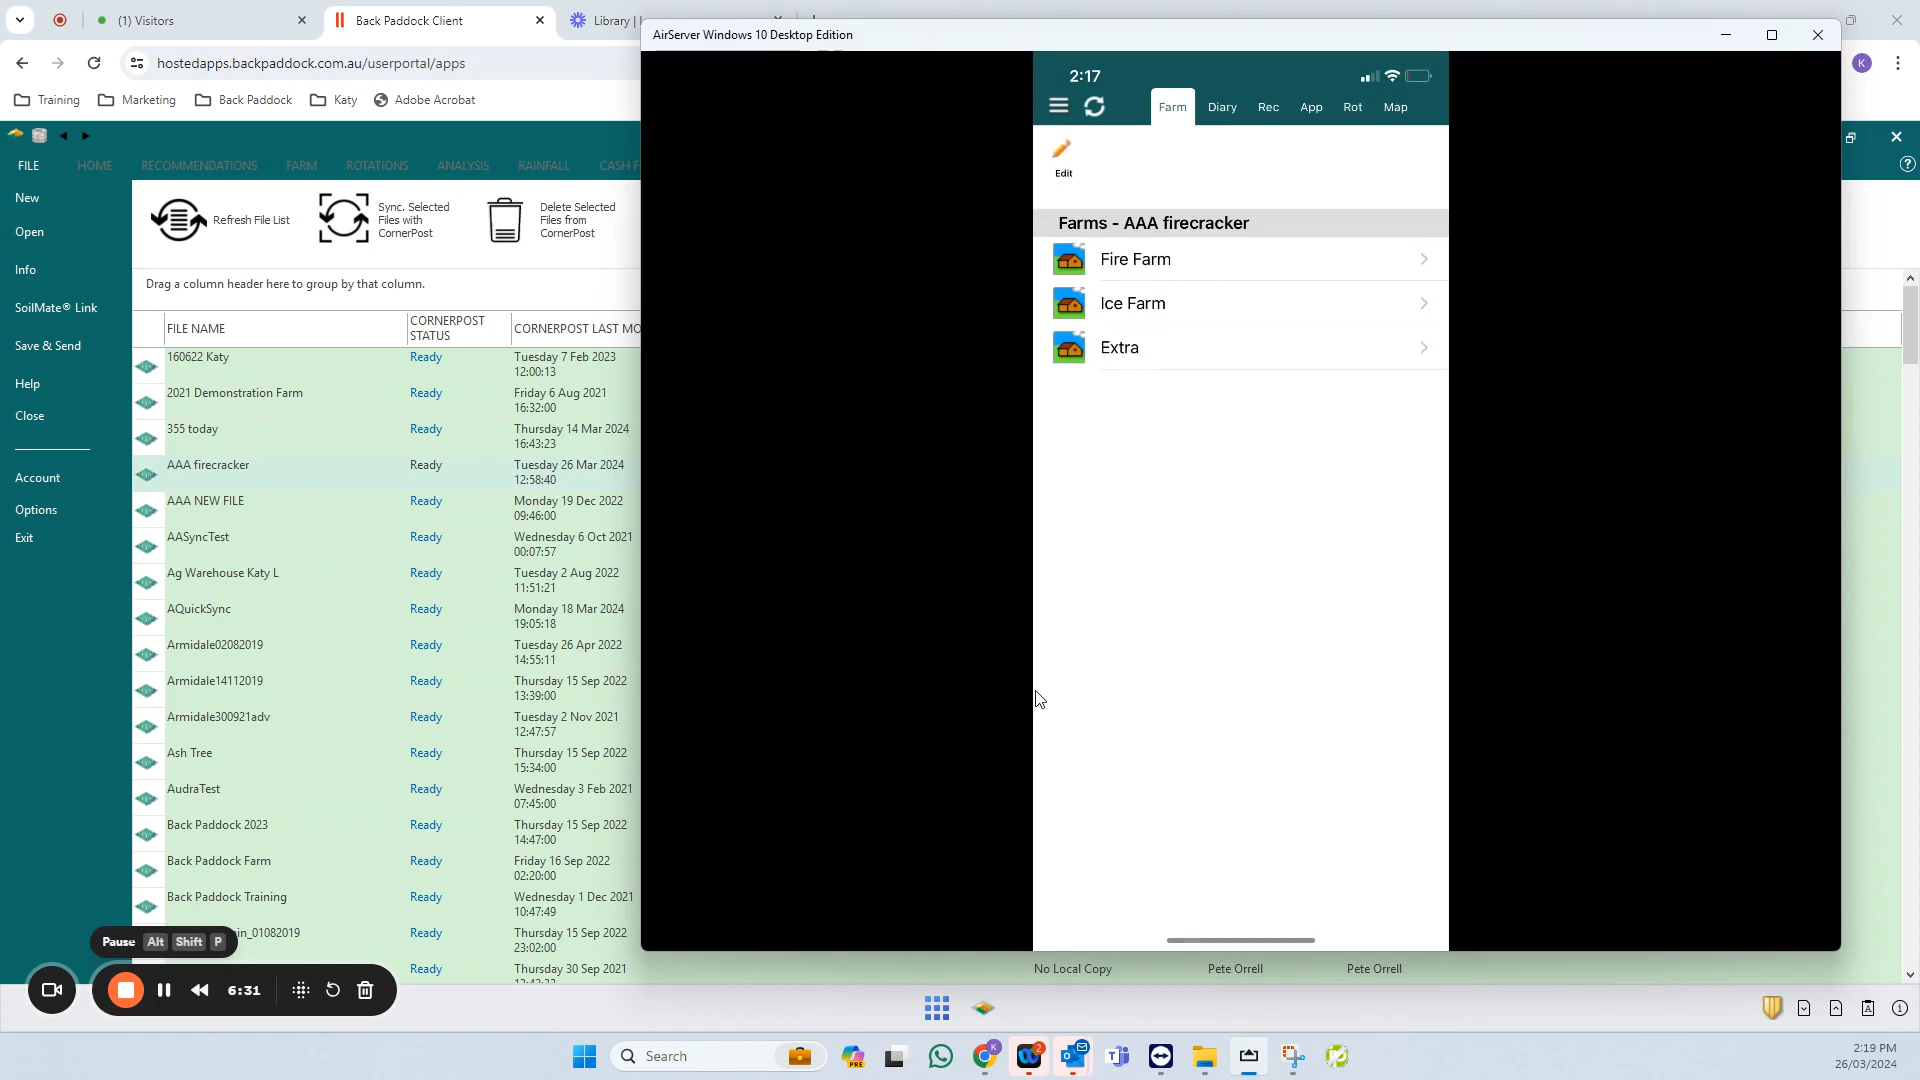 (1) Visitors
Back Paddock Client
Library |
hostedapps.backpaddock.com.au/userportal/apps
K
Training
Marketing
Back Paddock
Katy
Adobe Acrobat
AirServer Windows 10 Desktop Edition
2:17
Farm
Diary
Rec
App
Rot
Map
Edit
Farms - AAA firecracker
Fire Farm
Ice Farm
Extra
FILE
HOME
RECOMMENDATIONS
FARM
ROTATIONS
ANALYSIS
RAINFALL
CASH F
New
Open
Info
SoilMate® Link
Save & Send
Help
Close
Account
Options
Exit
Refresh File List
Sync. Selected
Files with
CornerPost
Delete Selected
Files from
CornerPost
Drag a column header here to group by that column.
FILE NAME
CORNERPOST
STATUS
CORNERPOST LAST MO
160622 Katy
Ready
Tuesday 7 Feb 2023
12:00:13
2021 Demonstration Farm
Ready
Friday 6 Aug 2021
16:32:00
355 today
Ready
Thursday 14 Mar 2024
16:43:23
AAA firecracker
Ready
Tuesday 26 Mar 2024
12:58:40
AAA NEW FILE
Ready
Monday 19 Dec 2022
09:46:00
AASyncTest
Ready
Wednesday 6 Oct 2021
00:07:57
Ag Warehouse Katy L
Ready
Tuesday 2 Aug 2022
11:51:21
AQuickSync
Ready
Monday 18 Mar 2024
19:05:18
Armidale02082019
Ready
Tuesday 26 Apr 2022
14:55:11
Armidale14112019
Ready
Thursday 15 Sep 2022
13:39:00
Armidale300921adv
Ready
Tuesday 2 Nov 2021
12:47:57
Ash Tree
Ready
Thursday 15 Sep 2022
15:34:00
AudraTest
Ready
Wednesday 3 Feb 2021
07:45:00
Back Paddock 2023
Ready
Thursday 15 Sep 2022
14:47:00
Back Paddock Farm
Ready
Friday 16 Sep 2022
02:20:00
Back Paddock Training
Ready
Wednesday 1 Dec 2021
10:47:49
in_01082019
Ready
Thursday 15 Sep 2022
23:02:00
Ready
Thursday 30 Sep 2021
No Local Copy
Pete Orrell
Pete Orrell
Pause Alt Shift P
6:31
Search
PRE
K
2
2:19 PM
26/03/2024